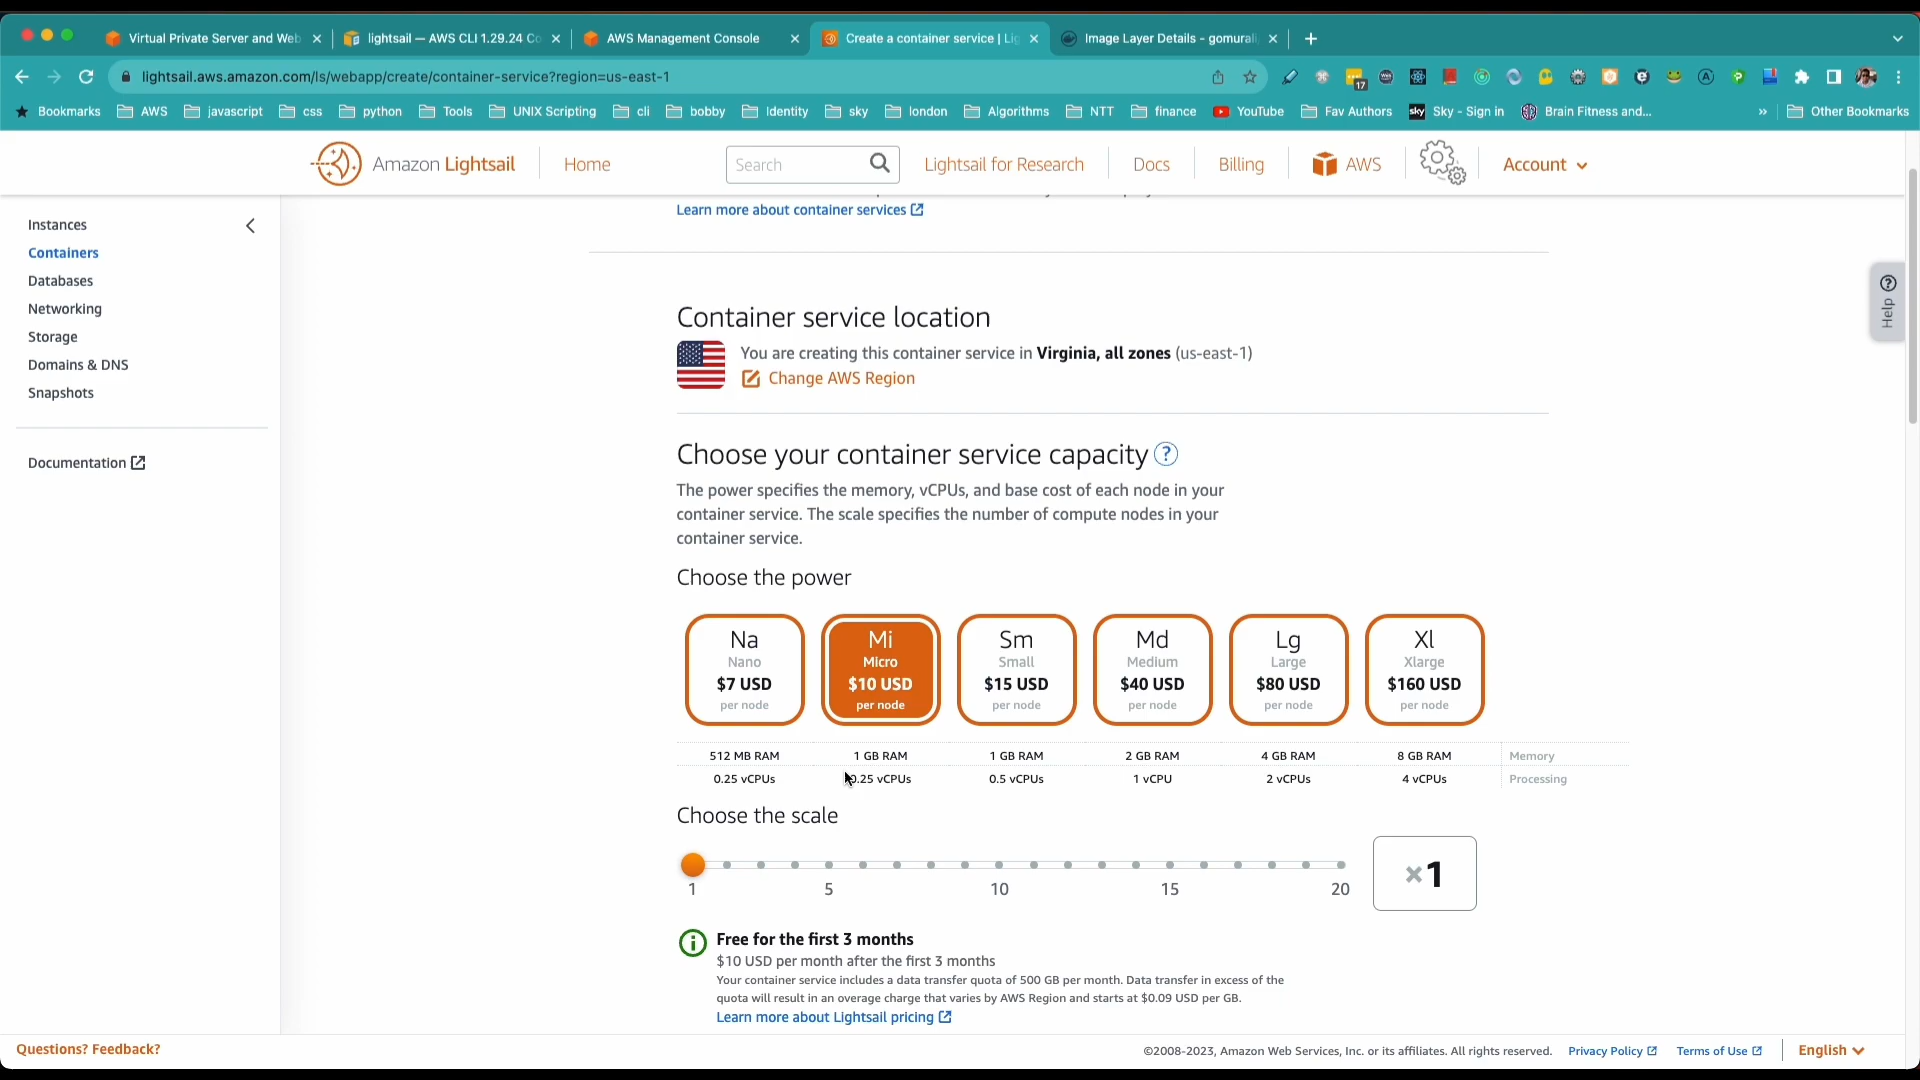 Virtual Private Server and Web
lightsail — AWS CLI 1.29.24 Co
AWS Management Console
Create a container service | Lig
Image Layer Details - gomurali
lightsail.aws.amazon.com/ls/webapp/create/container-service?region=us-east-1
17
Bookmarks
AWS
javascript
css
python
Tools
UNIX Scripting
cli
bobby
Identity
sky
london
Algorithms
NTT
finance
YouTube
Fav Authors
sky
Sky - Sign in
Brain Fitness and...
»
Other Bookmarks
Amazon Lightsail
Home
Search
Lightsail for Research
Docs
Billing
AWS
Account
Learn more about container services
Instances
Containers
Databases
Networking
Storage
Domains & DNS
Snapshots
Documentation
Help
Container service location
You are creating this container service in Virginia, all zones (us-east-1)
Change AWS Region
Choose your container service capacity ?
The power specifies the memory, vCPUs, and base cost of each node in your
container service. The scale specifies the number of compute nodes in your
container service.
Choose the power
Na Mi Sm Md Lg Xl
Nano Micro Small Medium Large Xlarge
$7 USD $10 USD $15 USD $40 USD $80 USD $160 USD
per node per node per node per node per node per node
512 MB RAM 1 GB RAM 1 GB RAM 2 GB RAM 4 GB RAM 8 GB RAM Memory
0.25 vCPUs 0.25 vCPUs 0.5 vCPUs 1 vCPU 2 vCPUs 4 vCPUs Processing
Choose the scale
1 5 10 15 20
×1
Free for the first 3 months
$10 USD per month after the first 3 months
Your container service includes a data transfer quota of 500 GB per month. Data transfer in excess of the
quota will result in an overage charge that varies by AWS Region and starts at $0.09 USD per GB.
Learn more about Lightsail pricing
Questions? Feedback?
©2008-2023, Amazon Web Services, Inc. or its affiliates. All rights reserved.
Privacy Policy
Terms of Use
English